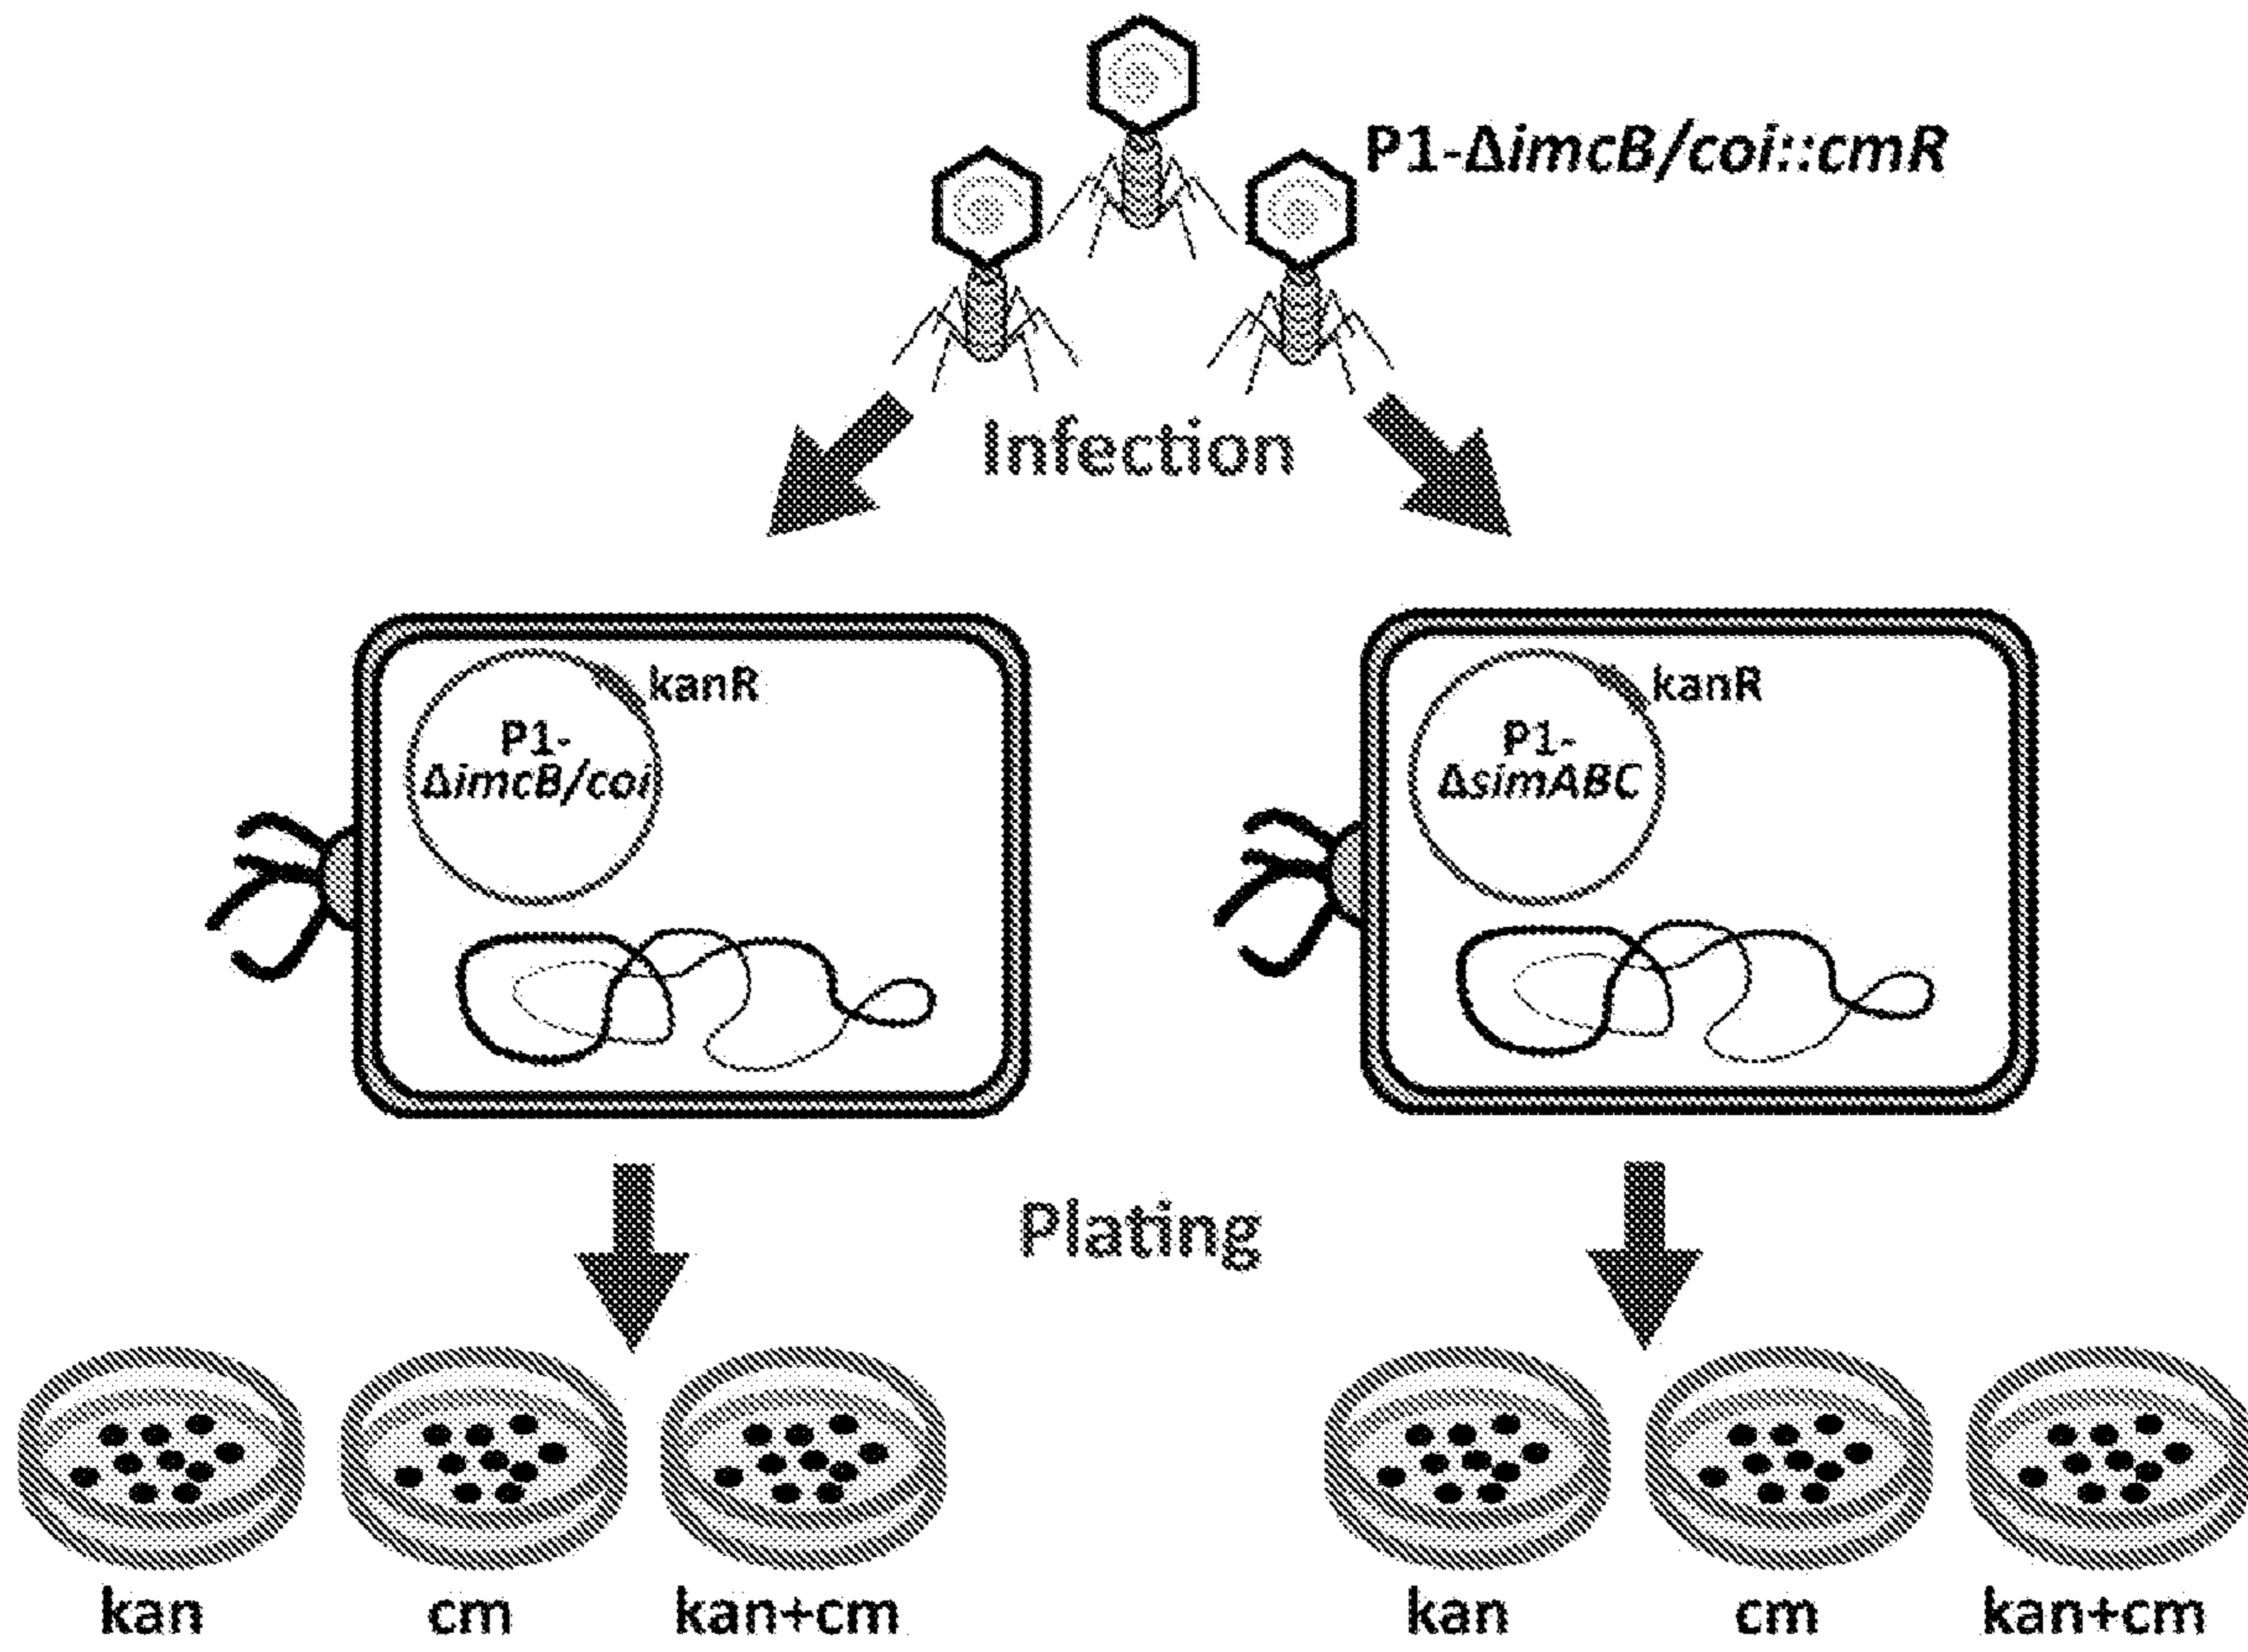 P1-ΔimcB/coi::cmR
Infection
kanR
P1-
ΔimcB/coi
kanR
P1-
ΔsimABC
Plating
kan
cm
kan+cm
kan
cm
kan+cm